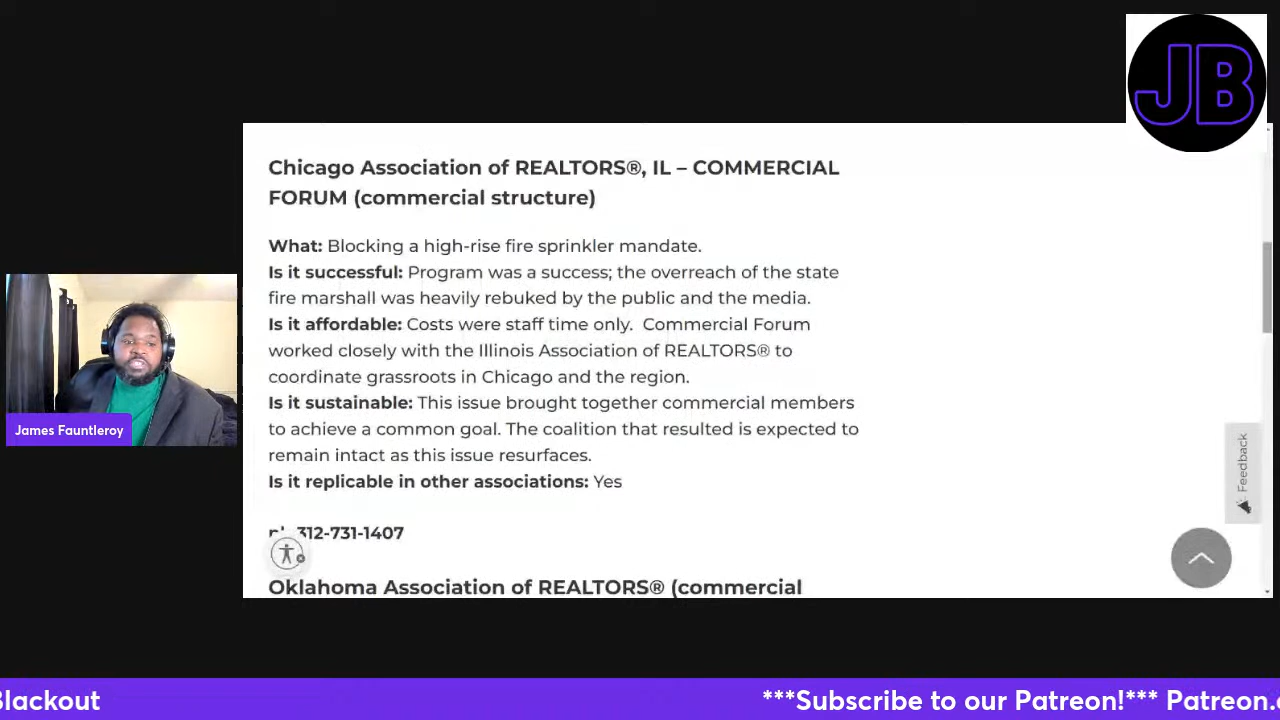 JB
Chicago Association of REALTORS®, IL – COMMERCIAL
FORUM (commercial structure)
What: Blocking a high-rise fire sprinkler mandate.
Is it successful: Program was a success; the overreach of the state
fire marshall was heavily rebuked by the public and the media.
Is it affordable: Costs were staff time only.  Commercial Forum
worked closely with the Illinois Association of REALTORS® to
coordinate grassroots in Chicago and the region.
Is it sustainable: This issue brought together commercial members
to achieve a common goal. The coalition that resulted is expected to
remain intact as this issue resurfaces.
Is it replicable in other associations: Yes
312-731-1407
Oklahoma Association of REALTORS® (commercial
James Fauntleroy
Feedback
Blackout
***Subscribe to our Patreon!*** Patreon.